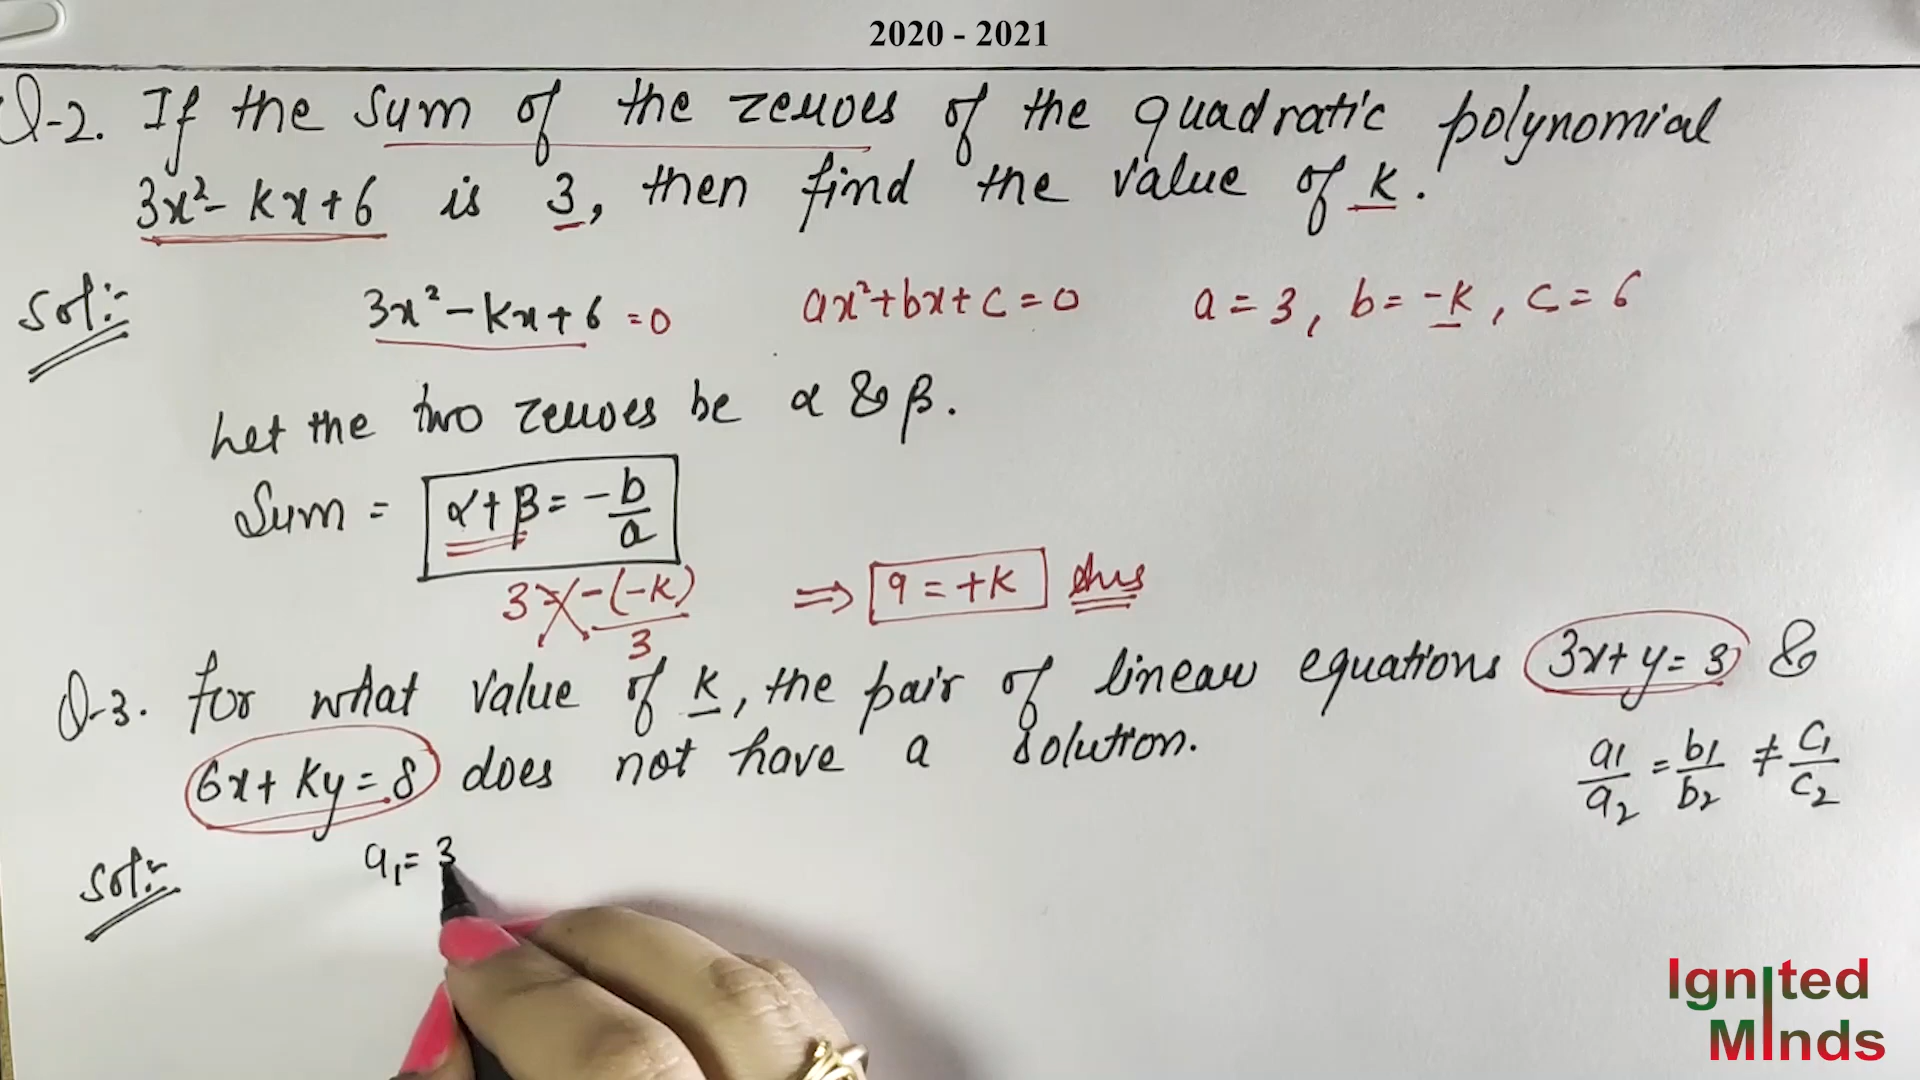 2020 - 2021
Q-2. If the sum of the zeroes of the quadratic polynomial
3x² - kx + 6 is 3, then find the value of k.
Sol:- 3x² - kx + 6 = 0 ax² + bx + c = 0 a = 3, b = -k, c = 6
Let the two zeroes be α & β.
Sum = α + β = -b/a
3 = -(-k)/3 ⇒ 9 = +k Ans
Q-3. for what value of k, the pair of linear equations 3x + y = 3 &
6x + ky = 8 does not have a solution.
a₁/a₂ = b₁/b₂ ≠ c₁/c₂
Sol:- a₁ = 3
Ignited
Minds